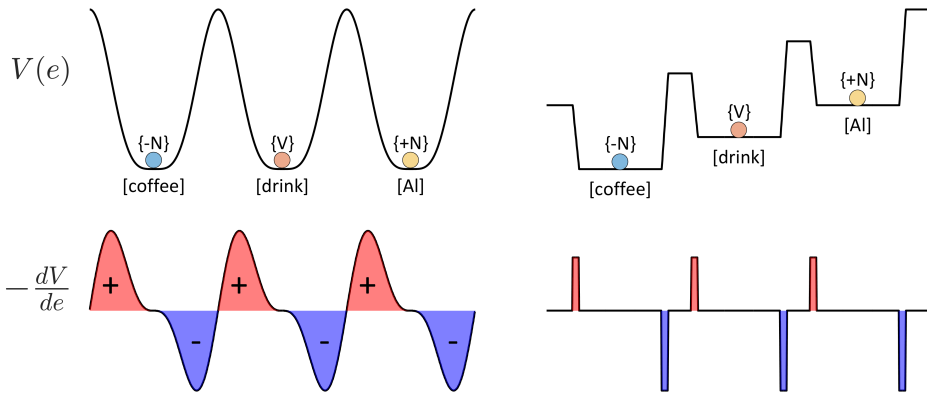 V(e)
{-N} {V} {+N}
[coffee] [drink] [Al]
{-N} {V} {+N}
[coffee] [drink] [Al]
-dV/de
+ + +
- - -